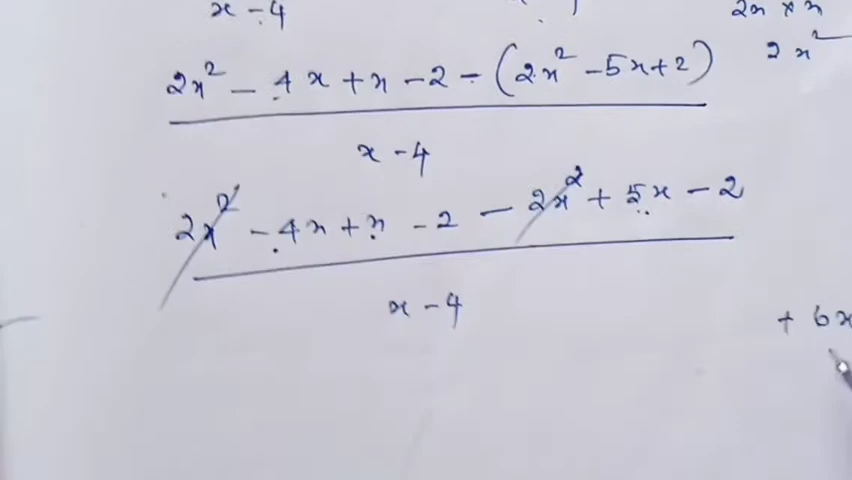 x - 4
2x × x
2x² - 4x + x - 2 - (2x² - 5x + 2)
2x²
x - 4
2x² - 4x + x - 2 - 2x² + 5x - 2
x - 4
+ 6x